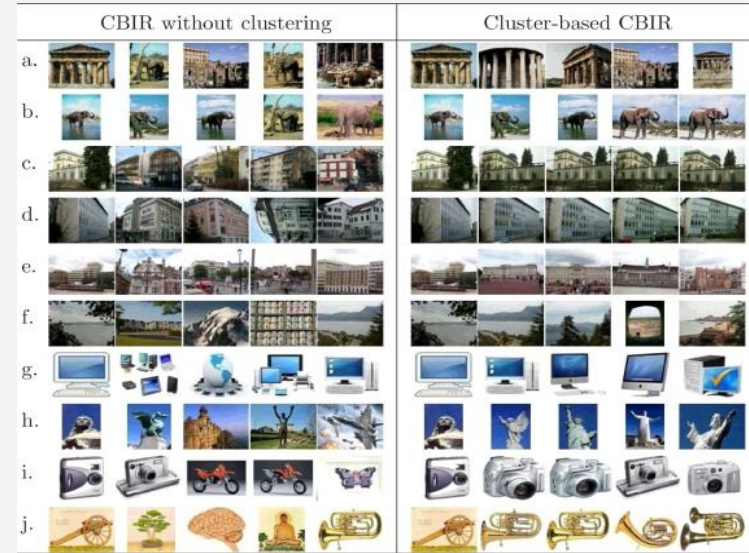 CBIR without clustering
Cluster-based CBIR
a.
b.
c.
d.
e.
f.
g.
h.
i.
j.